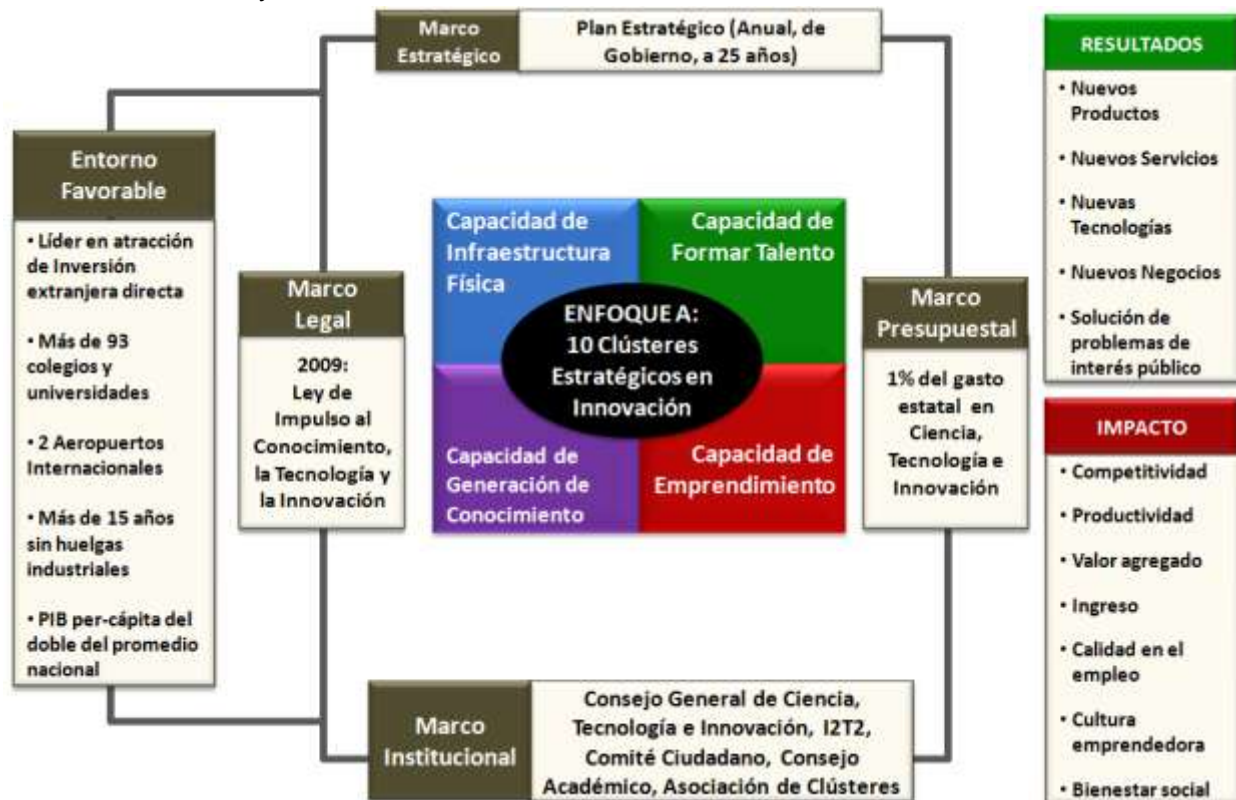 Marco
Estratégico
Plan Estratégico (Anual, de
Gobierno, a 25 años)
Entorno
Favorable
• Líder en atracción
de Inversión
extranjera directa
• Más de 93
colegios y
universidades
• 2 Aeropuertos
Internacionales
• Más de 15 años
sin huelgas
industriales
• PIB per-cápita del
doble del promedio
nacional
Marco
Legal
2009:
Ley de
Impulso al
Conocimiento,
la Tecnología y
la Innovación
Capacidad de
Infraestructura
Física
Capacidad de
Formar Talento
ENFOQUE A:
10 Clústeres
Estratégicos en
Innovación
Capacidad de
Generación de
Conocimiento
Capacidad de
Emprendimiento
Marco
Presupuestal
1% del gasto
estatal en
Ciencia,
Tecnología e
Innovación
Marco
Institucional
Consejo General de Ciencia,
Tecnología e Innovación, I2T2,
Comité Ciudadano, Consejo
Académico, Asociación de Clústeres
RESULTADOS
• Nuevos
Productos
• Nuevos Servicios
• Nuevas
Tecnologías
• Nuevos Negocios
• Solución de
problemas de
interés público
IMPACTO
• Competitividad
• Productividad
• Valor agregado
• Ingreso
• Calidad en el
empleo
• Cultura
emprendedora
• Bienestar social